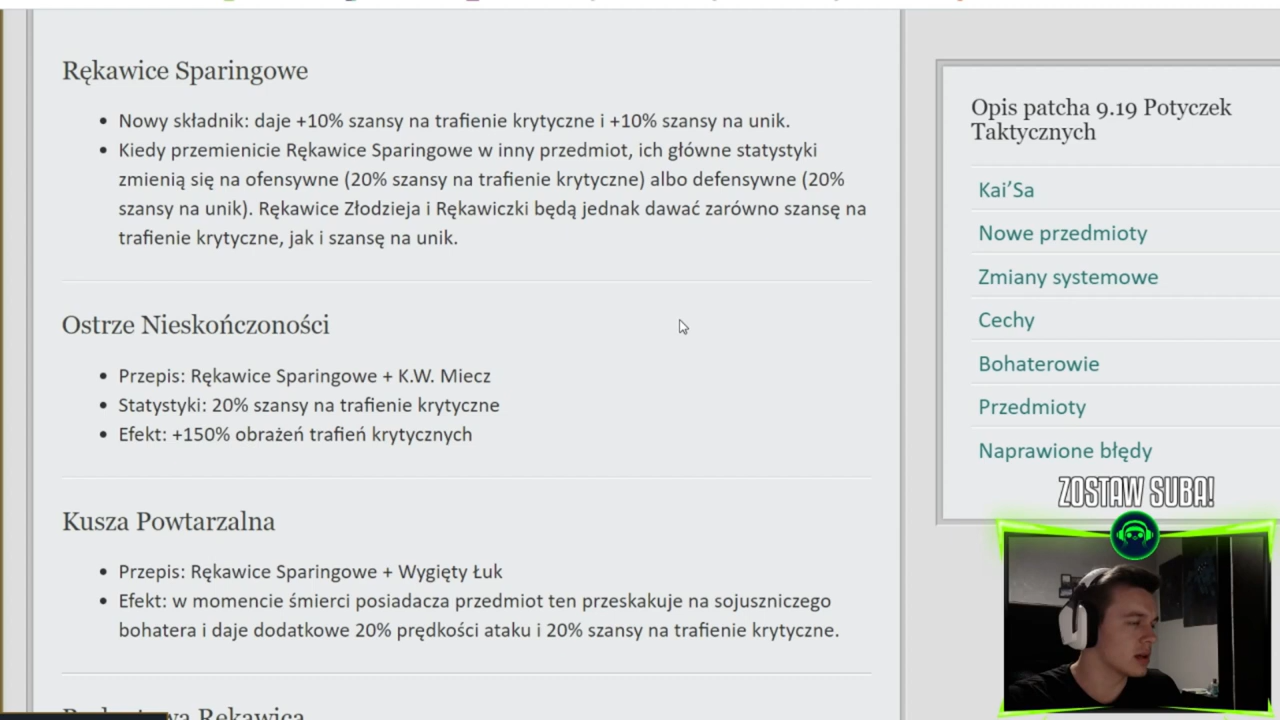 Rękawice Sparingowe
Nowy składnik: daje +10% szansy na trafienie krytyczne i +10% szansy na unik.
Kiedy przemienicie Rękawice Sparingowe w inny przedmiot, ich główne statystyki
zmienią się na ofensywne (20% szansy na trafienie krytyczne) albo defensywne (20%
szansy na unik). Rękawice Złodzieja i Rękawiczki będą jednak dawać zarówno szansę na
trafienie krytyczne, jak i szansę na unik.
Ostrze Nieskończoności
Przepis: Rękawice Sparingowe + K.W. Miecz
Statystyki: 20% szansy na trafienie krytyczne
Efekt: +150% obrażeń trafień krytycznych
Kusza Powtarzalna
Przepis: Rękawice Sparingowe + Wygięty Łuk
Efekt: w momencie śmierci posiadacza przedmiot ten przeskakuje na sojuszniczego
bohatera i daje dodatkowe 20% prędkości ataku i 20% szansy na trafienie krytyczne.
Rękawica
Opis patcha 9.19 Potyczek
Taktycznych
Kai’Sa
Nowe przedmioty
Zmiany systemowe
Cechy
Bohaterowie
Przedmioty
Naprawione błędy
ZOSTAW SUBA!